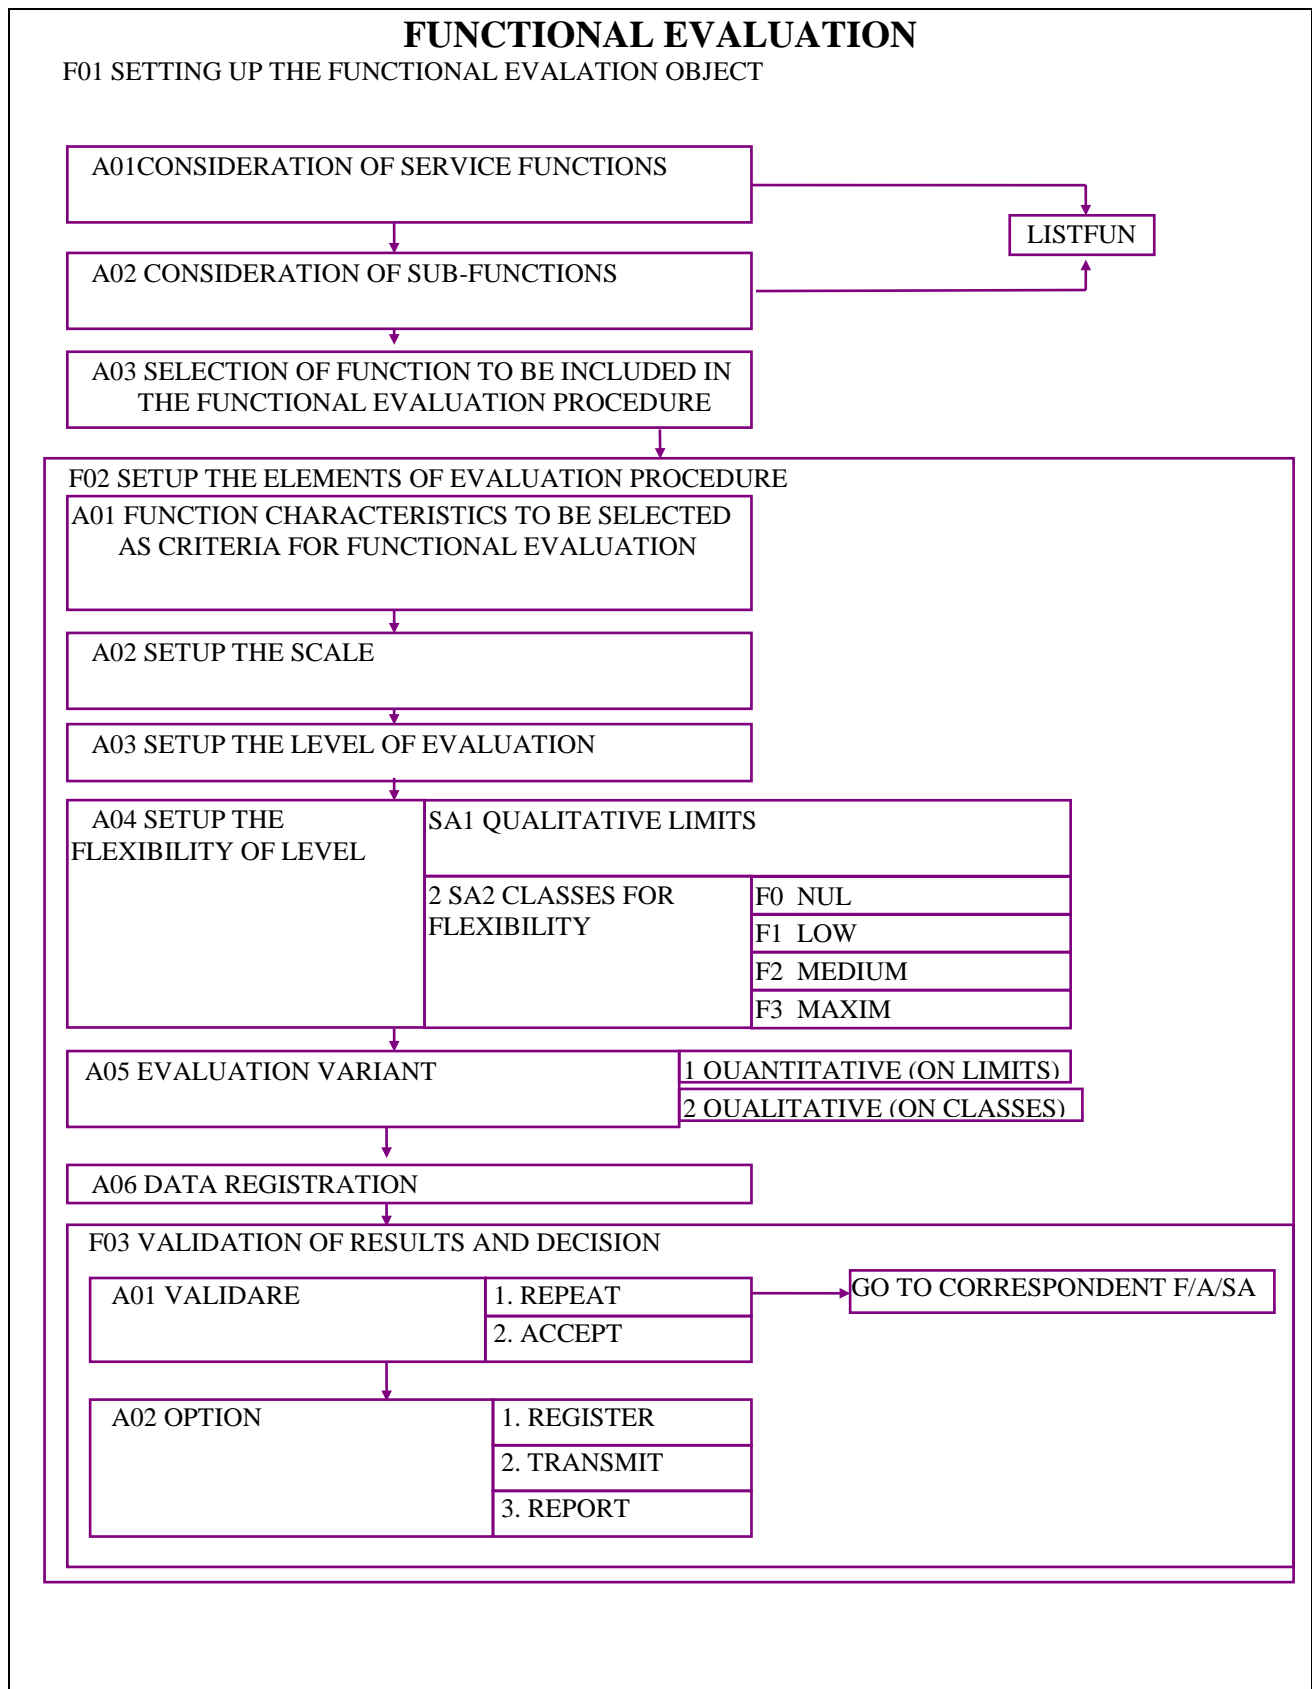 FUNCTIONAL EVALUATION
F01 SETTING UP THE FUNCTIONAL EVALATION OBJECT
A01CONSIDERATION OF SERVICE FUNCTIONS
LISTFUN
A02 CONSIDERATION OF SUB-FUNCTIONS
A03 SELECTION OF FUNCTION TO BE INCLUDED IN
THE FUNCTIONAL EVALUATION PROCEDURE
F02 SETUP THE ELEMENTS OF EVALUATION PROCEDURE
A01 FUNCTION CHARACTERISTICS TO BE SELECTED
AS CRITERIA FOR FUNCTIONAL EVALUATION
A02 SETUP THE SCALE
A03 SETUP THE LEVEL OF EVALUATION
A04 SETUP THE
FLEXIBILITY OF LEVEL
SA1 QUALITATIVE LIMITS
2 SA2 CLASSES FOR
FLEXIBILITY
F0 NUL
F1 LOW
F2 MEDIUM
F3 MAXIM
A05 EVALUATION VARIANT
1 QUANTITATIVE (ON LIMITS)
2 QUALITATIVE (ON CLASSES)
A06 DATA REGISTRATION
F03 VALIDATION OF RESULTS AND DECISION
A01 VALIDARE
1. REPEAT
2. ACCEPT
GO TO CORRESPONDENT F/A/SA
A02 OPTION
1. REGISTER
2. TRANSMIT
3. REPORT